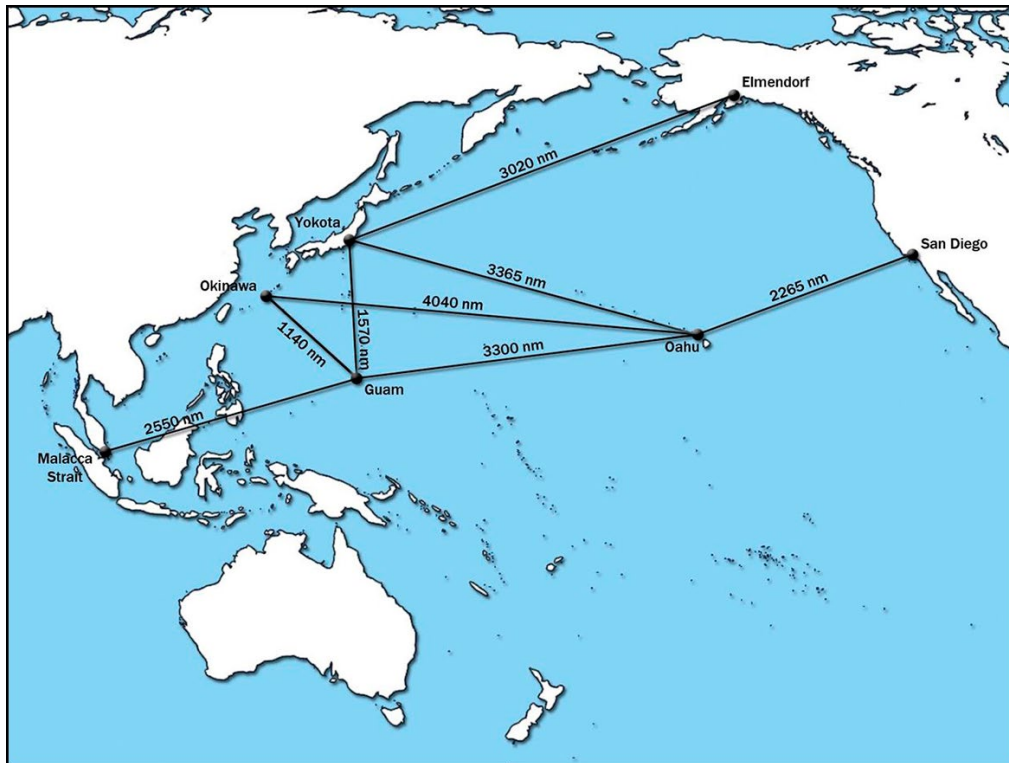 Elmendorf
3020 nm
Yokota
San Diego
3365 nm
2265 nm
Okinawa
4040 nm
1140 nm
1570 nm
3300 nm
Oahu
Guam
2550 nm
Malacca
Strait